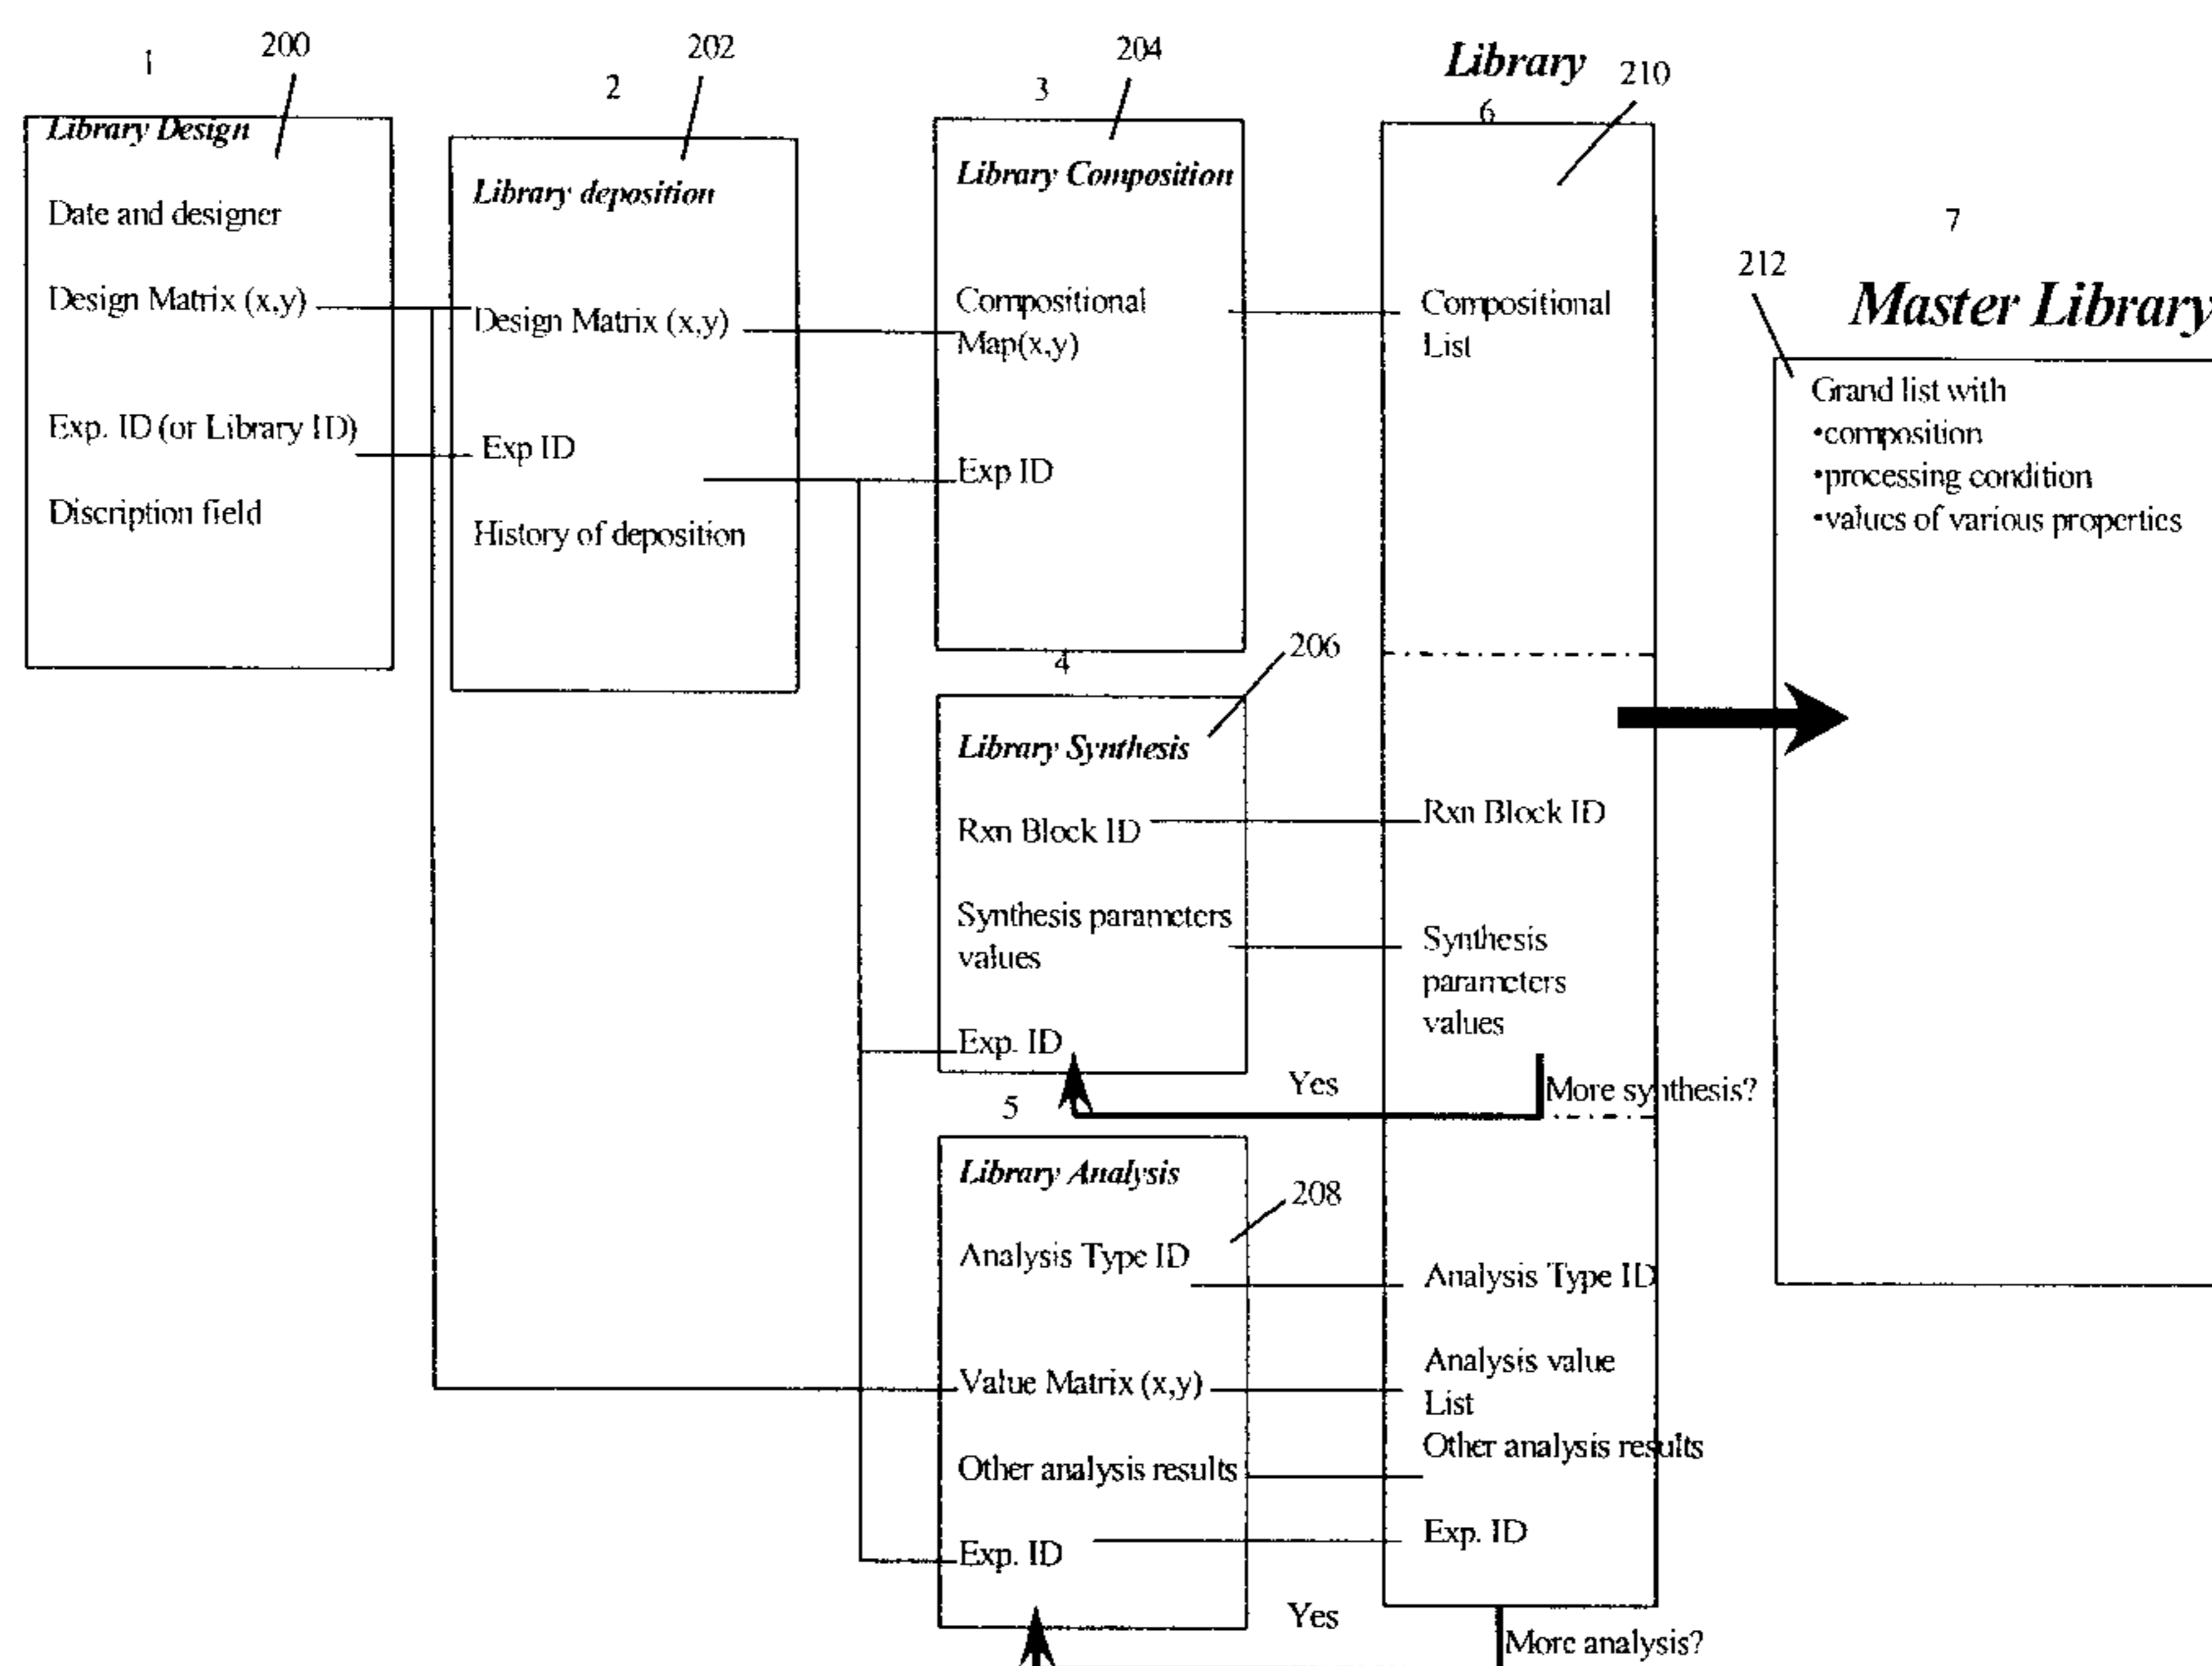 1
200
Library Design
Date and designer
Design Matrix (x,y)
Exp. ID (or Library ID)
Discription field
2
202
Library deposition
Design Matrix (x,y)
Exp ID
History of deposition
3
204
Library Composition
Compositional
Map(x,y)
Exp ID
4
206
Library Synthesis
Rxn Block ID
Synthesis parameters
values
Exp. ID
5
Library Analysis
208
Analysis Type ID
Value Matrix (x,y)
Other analysis results
Exp. ID
Library
210
6
Compositional
List
Rxn Block ID
Synthesis
parameters
values
Yes
More synthesis?
Analysis Type ID
Analysis value
List
Other analysis results
Exp. ID
Yes
More analysis?
7
212
Master Library
Grand list with
•composition
•processing condition
•values of various properties